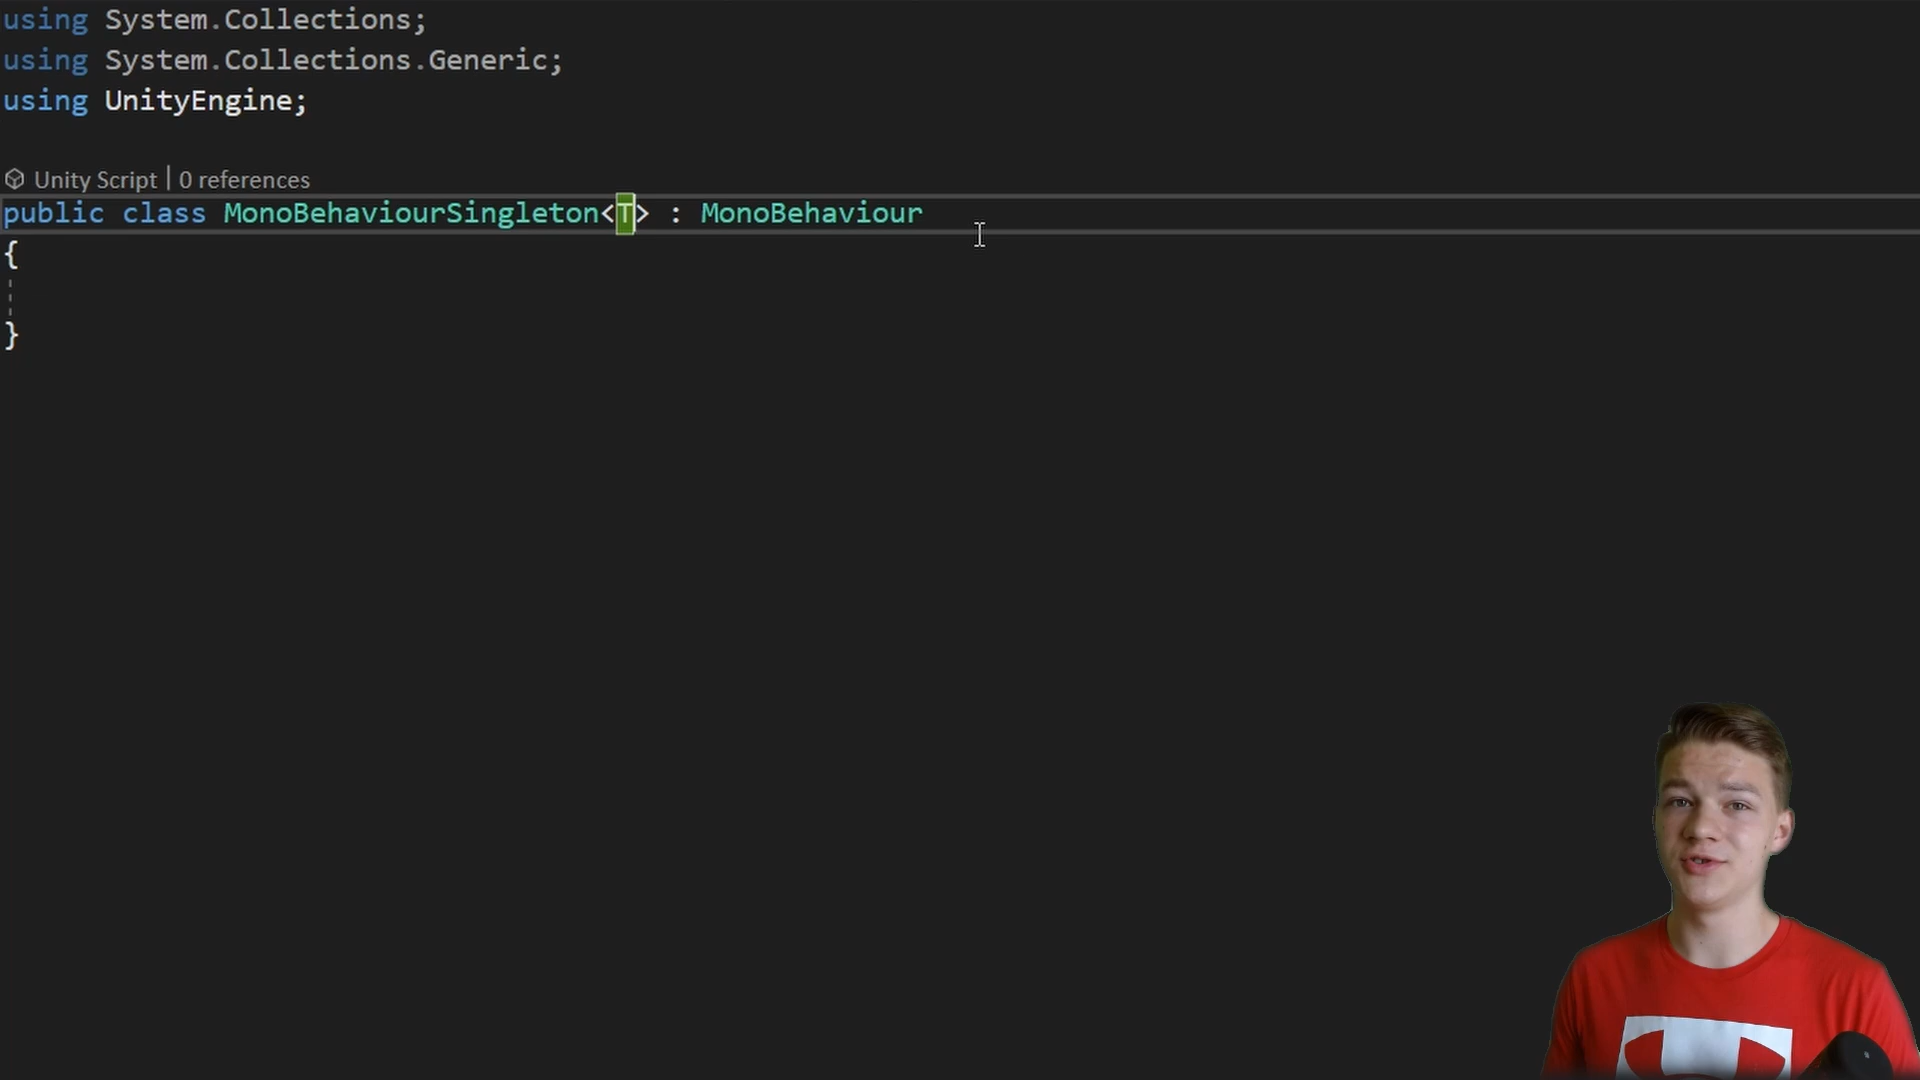 using System.Collections;
using System.Collections.Generic;
using UnityEngine;
Unity Script | 0 references
public class MonoBehaviourSingleton<T> : MonoBehaviour
{
}